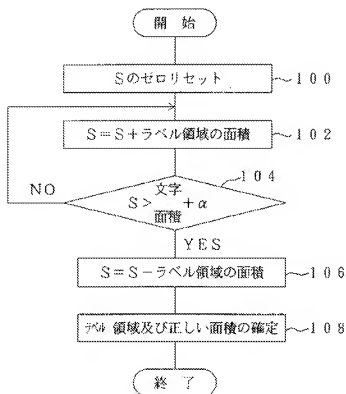 開 始
Sのゼロリセット
100
S=S+ラベル領域の面積
102
104
NO
S>文字面積+α
YES
S=S-ラベル領域の面積
106
ラベル 領域及び正しい面積の確定
108
終 了